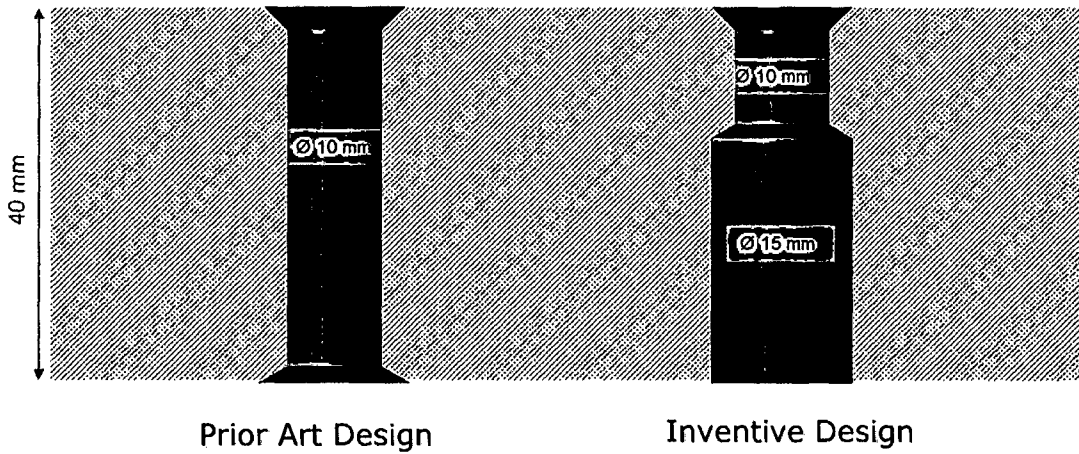 40 mm
Ø 10 mm
Ø 10 mm
Ø 15 mm
Prior Art Design
Inventive Design